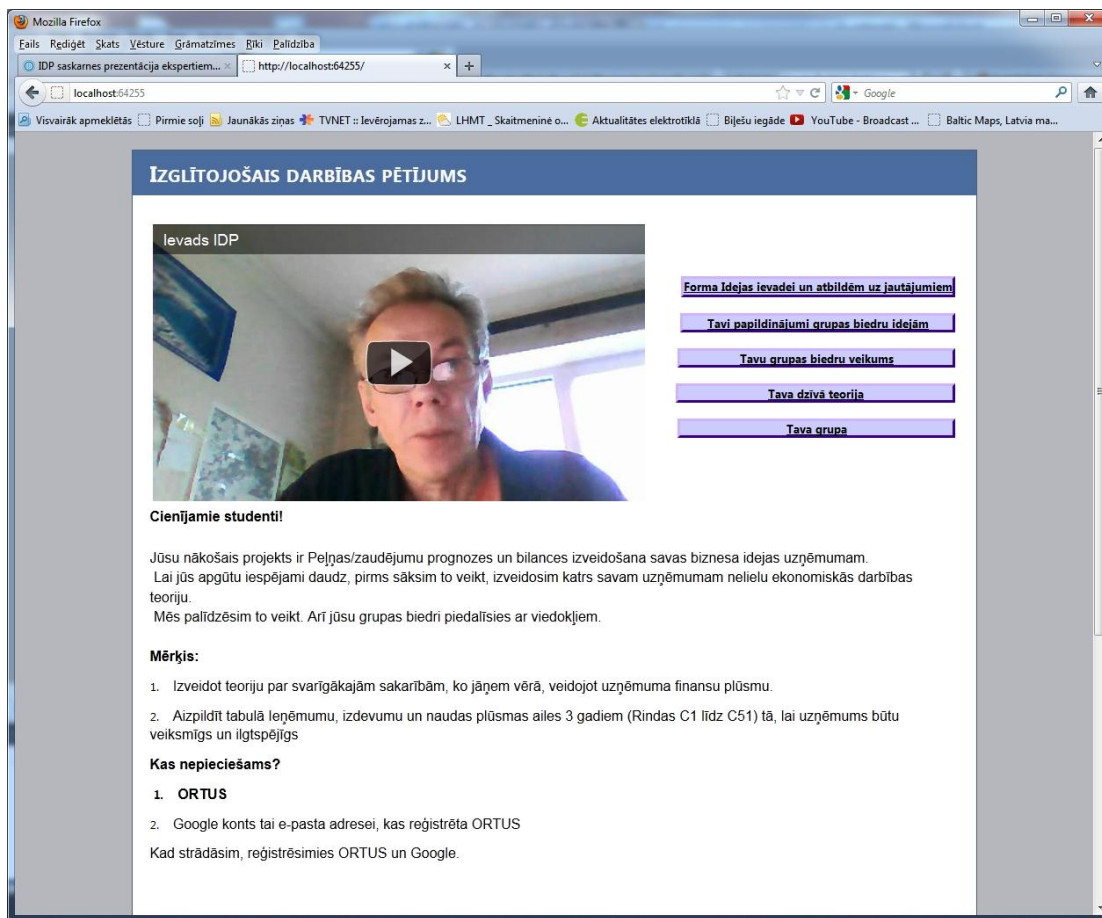 Mozilla Firefox
Fails Rediģēt Skats Vēsture Grāmatzīmes Rīki Palīdzība
IDP saskarnes prezentācija ekspertiem... × http://localhost:64255/ × +
localhost:64255 Google
Visvairāk apmeklētās Pirmie soļi Jaunākās ziņas TVNET :: Ievērojamas z... LHMT _ Skaitmeninė o... Aktualitātes elektrotīklā Biļešu iegāde YouTube - Broadcast ... Baltic Maps, Latvia ma...
IZGLĪTOJOŠAIS DARBĪBAS PĒTĪJUMS
Ievads IDP
Forma Idejas ievadei un atbildēm uz jautājumiem
Tavi papildinājumi grupas biedru idejām
Tavu grupas biedru veikums
Tava dzīvā teorija
Tava grupa
Cienījamie studenti!
Jūsu nākošais projekts ir Peļņas/zaudējumu prognozes un bilances izveidošana savas biznesa idejas uzņēmumam.
Lai jūs apgūtu iespējami daudz, pirms sāksim to veikt, izveidosim katrs savam uzņēmumam nelielu ekonomiskās darbības
teoriju.
Mēs palīdzēsim to veikt. Arī jūsu grupas biedri piedalīsies ar viedokļiem.
Mērķis:
1. Izveidot teoriju par svarīgākajām sakarībām, ko jāņem vērā, veidojot uzņēmuma finansu plūsmu.
2. Aizpildīt tabulā Ieņēmumu, izdevumu un naudas plūsmas ailes 3 gadiem (Rindas C1 līdz C51) tā, lai uzņēmums būtu
veiksmīgs un ilgtspējīgs
Kas nepieciešams?
1. ORTUS
2. Google konts tai e-pasta adresei, kas reģistrēta ORTUS
Kad strādāsim, reģistrēsimies ORTUS un Google.